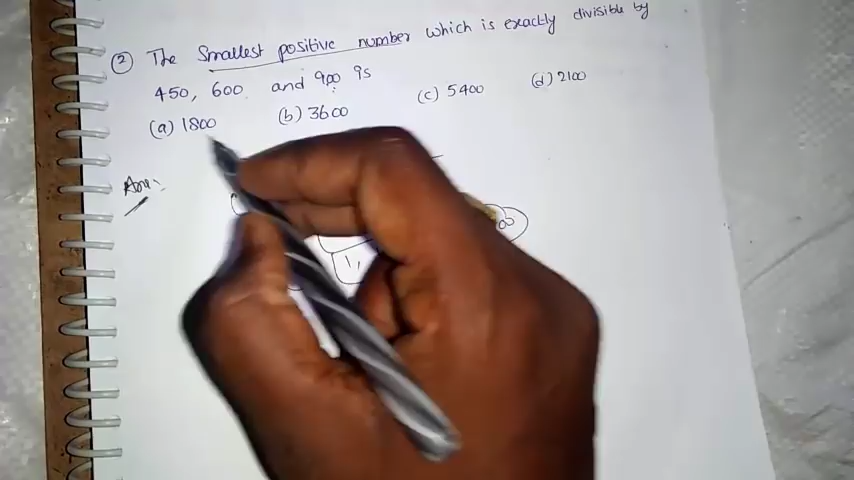 ② The Smallest positive number which is exactly divisible by
450, 600 and 900 is
(a) 1800 (b) 3600 (c) 5400 (d) 2100
Ans:
1,